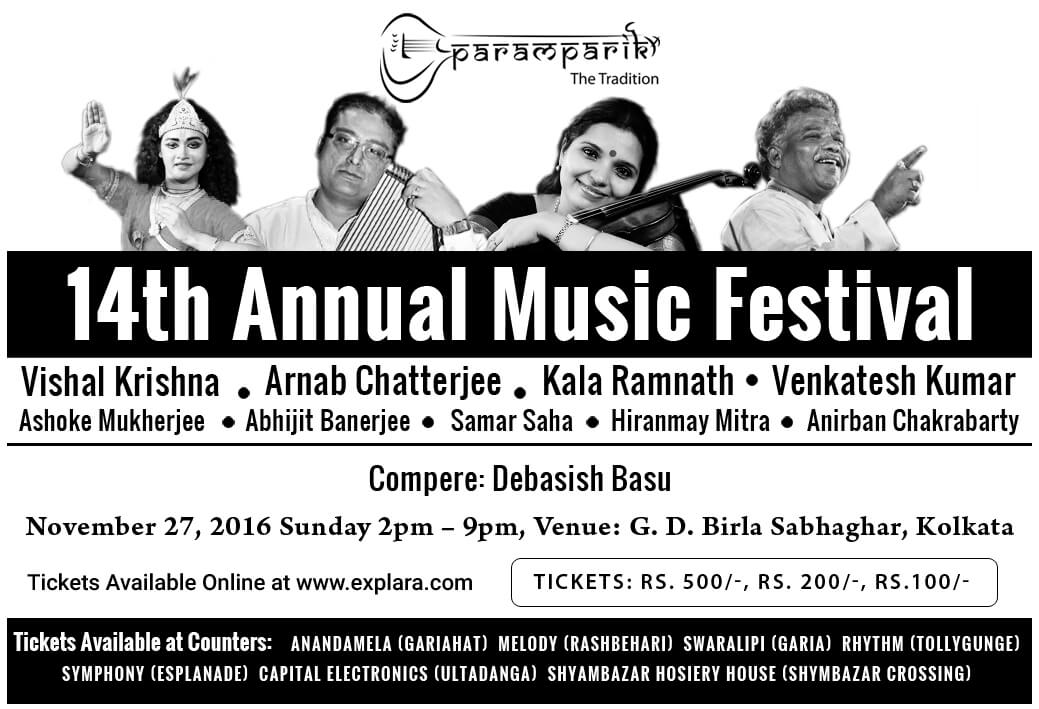 paramparik
The Tradition
14th Annual Music Festival
Vishal Krishna . Arnab Chatterjee . Kala Ramnath • Venkatesh Kumar
Ashoke Mukherjee • Abhijit Banerjee • Samar Saha • Hiranmay Mitra • Anirban Chakrabarty
Compere: Debasish Basu
November 27, 2016 Sunday 2pm – 9pm, Venue: G. D. Birla Sabhaghar, Kolkata
Tickets Available Online at www.explara.com
TICKETS: RS. 500/-, RS. 200/-, RS.100/-
Tickets Available at Counters: ANANDAMELA (GARIAHAT) MELODY (RASHBEHARI) SWARALIPI (GARIA) RHYTHM (TOLLYGUNGE)
SYMPHONY (ESPLANADE) CAPITAL ELECTRONICS (ULTADANGA) SHYAMBAZAR HOSIERY HOUSE (SHYMBAZAR CROSSING)